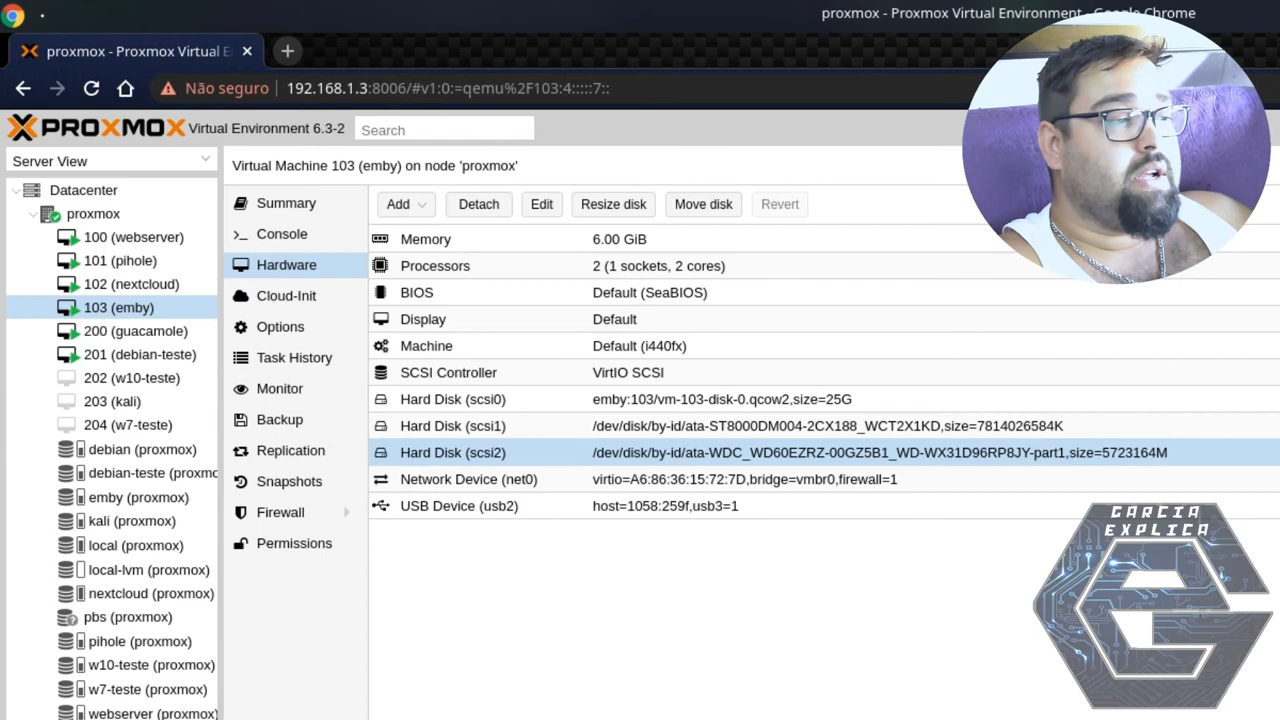 proxmox - Proxmox Virtual Environment - Google Chrome
proxmox - Proxmox Virtual E
Não seguro 192.168.1.3:8006/#v1:0:=qemu%2F103:4:::::7::
PROXMOX Virtual Environment 6.3-2 Search
Server View
Datacenter
proxmox
100 (webserver)
101 (pihole)
102 (nextcloud)
103 (emby)
200 (guacamole)
201 (debian-teste)
202 (w10-teste)
203 (kali)
204 (w7-teste)
debian (proxmox)
debian-teste (proxmo
emby (proxmox)
kali (proxmox)
local (proxmox)
local-lvm (proxmox)
nextcloud (proxmox)
pbs (proxmox)
pihole (proxmox)
w10-teste (proxmox)
w7-teste (proxmox)
webserver (proxmox)
Virtual Machine 103 (emby) on node 'proxmox'
Summary
Console
Hardware
Cloud-Init
Options
Task History
Monitor
Backup
Replication
Snapshots
Firewall
Permissions
Add Detach Edit Resize disk Move disk Revert
Memory 6.00 GiB
Processors 2 (1 sockets, 2 cores)
BIOS Default (SeaBIOS)
Display Default
Machine Default (i440fx)
SCSI Controller VirtIO SCSI
Hard Disk (scsi0) emby:103/vm-103-disk-0.qcow2,size=25G
Hard Disk (scsi1) /dev/disk/by-id/ata-ST8000DM004-2CX188_WCT2X1KD,size=7814026584K
Hard Disk (scsi2) /dev/disk/by-id/ata-WDC_WD60EZRZ-00GZ5B1_WD-WX31D96RP8JY-part1,size=5723164M
Network Device (net0) virtio=A6:86:36:15:72:7D,bridge=vmbr0,firewall=1
USB Device (usb2) host=1058:259f,usb3=1
GARCIA
EXPLICA